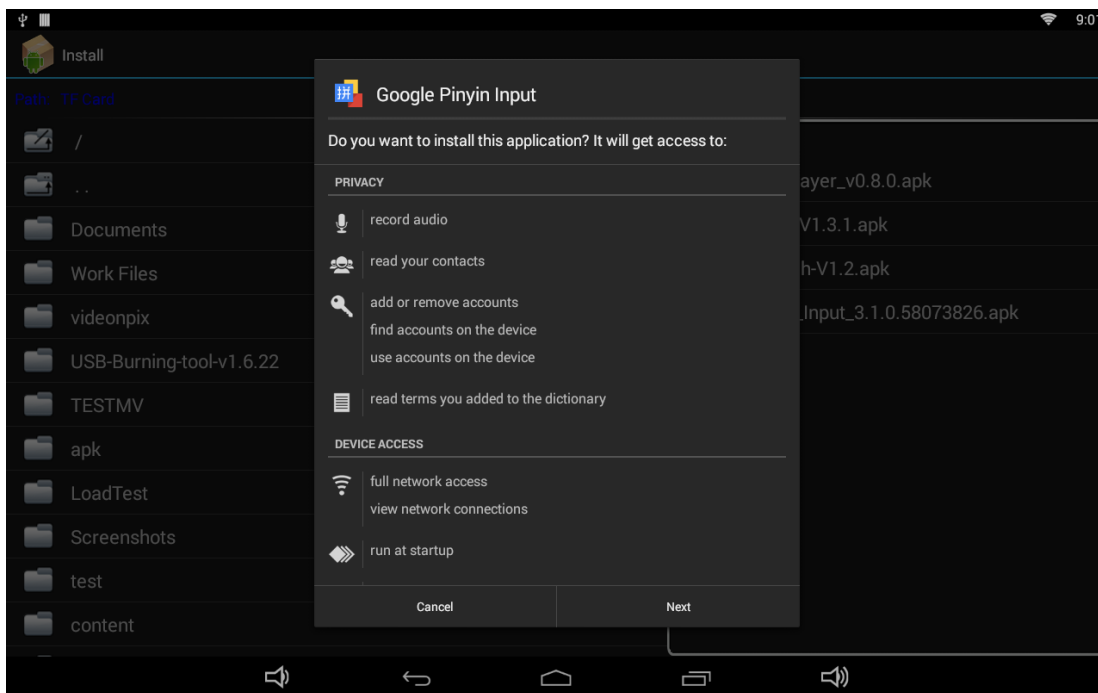 9:01
Install
Path: TF Card
/
..
Documents
Work Files
videonpix
USB-Burning-tool-v1.6.22
TESTMV
apk
LoadTest
Screenshots
test
content
拼
Google Pinyin Input
Do you want to install this application? It will get access to:
PRIVACY
record audio
read your contacts
add or remove accounts
find accounts on the device
use accounts on the device
read terms you added to the dictionary
DEVICE ACCESS
full network access
view network connections
run at startup
Cancel
Next
ayer_v0.8.0.apk
V1.3.1.apk
h-V1.2.apk
_Input_3.1.0.58073826.apk